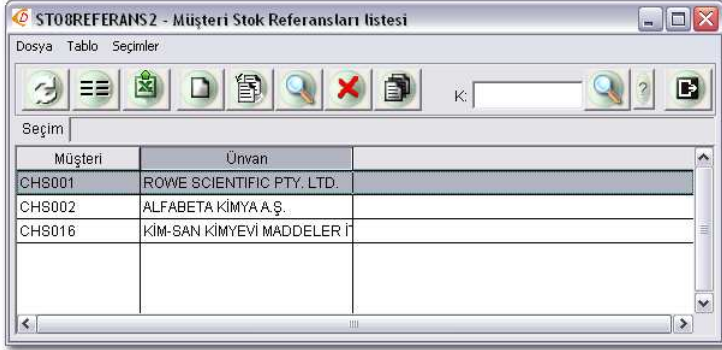 ST08REFERANS2 - Müşteri Stok Referansları listesi
Dosya Tablo Seçimler
K: ?
Seçim
Müşteri Ünvan
CHS001 ROWE SCIENTIFIC PTY. LTD.
CHS002 ALFABETA KİMYA A.Ş.
CHS016 KİM-SAN KİMYEVİ MADDELER İ